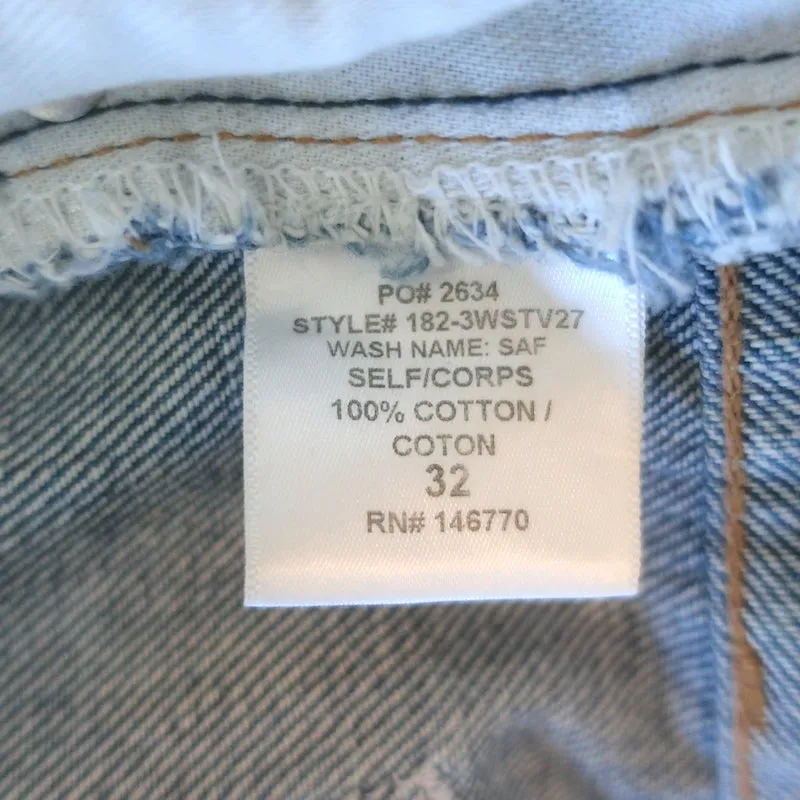 PO# 2634
STYLE# 182-3WSTV27
WASH NAME: SAF
SELF/CORPS
100% COTTON /
COTON
32
RN# 146770